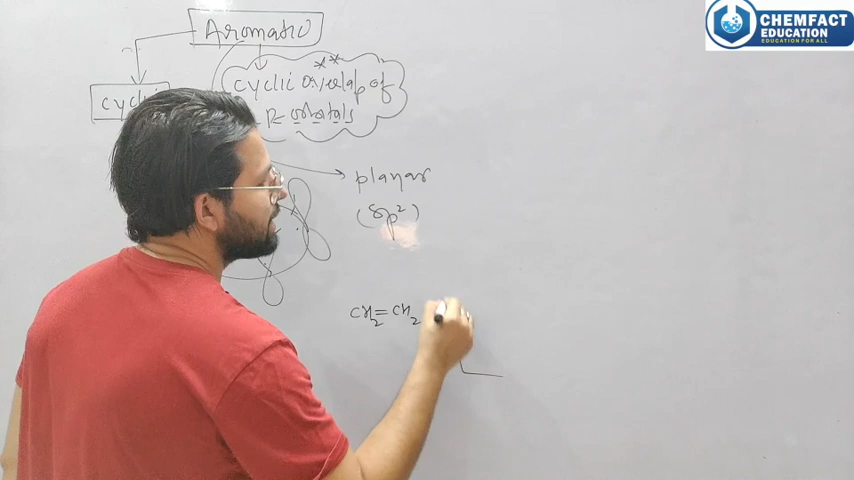 Aromatic
cyclic overlap of
P orbitals
planar
(sp²)
CH₂=CH₂
CHEMFACT
EDUCATION
EDUCATION FOR ALL